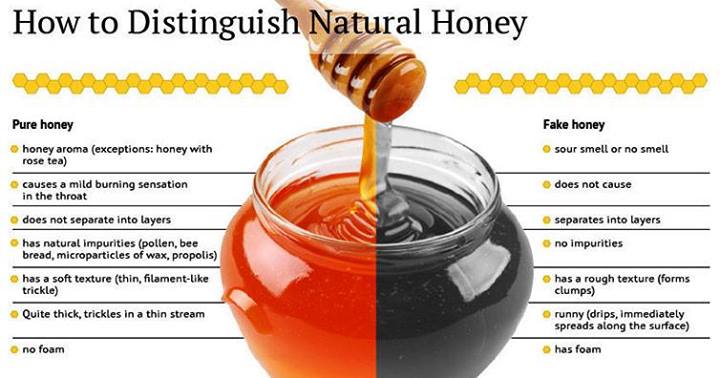 How to Distinguish Natural Honey
Pure honey
honey aroma (exceptions: honey with
rose tea)
causes a mild burning sensation
in the throat
does not separate into layers
has natural impurities (pollen, bee
bread, microparticles of wax, propolis)
has a soft texture (thin, filament-like
trickle)
Quite thick, trickles in a thin stream
no foam
Fake honey
sour smell or no smell
does not cause
separates into layers
no impurities
has a rough texture (forms
clumps)
runny (drips, immediately
spreads along the surface)
has foam